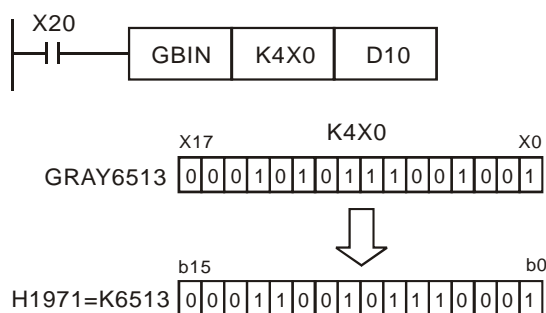 X20
GBIN K4X0 D10
X17 K4X0 X0
GRAY6513 0 0 0 1 0 1 0 1 1 1 0 0 1 0 0 1
b15 b0
H1971=K6513 0 0 0 1 1 0 0 1 0 1 1 1 0 0 0 1